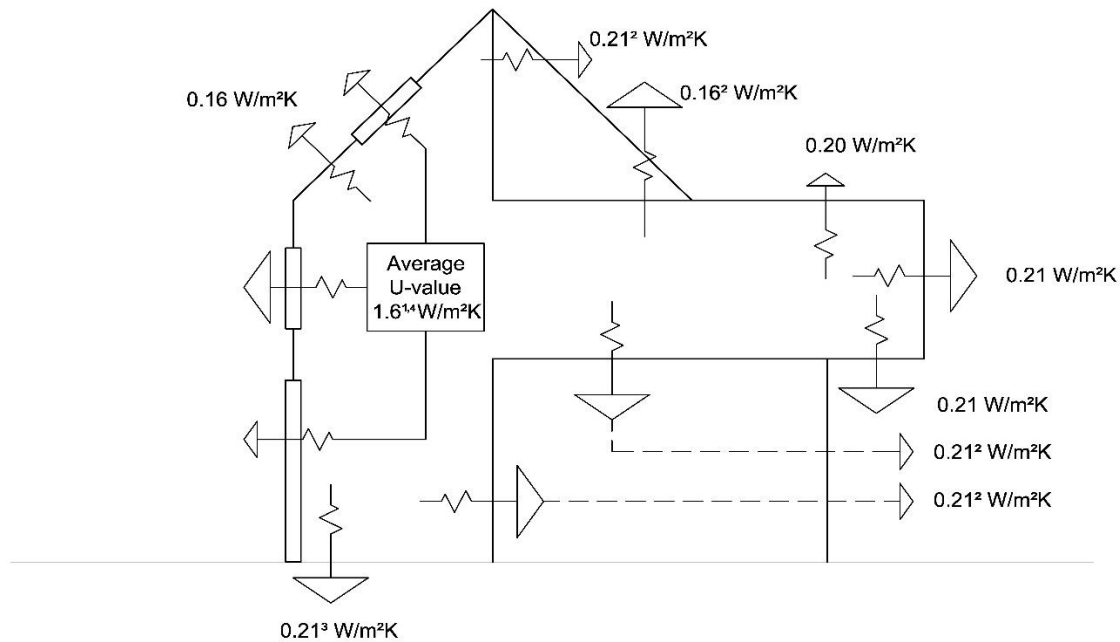 0.21² W/m²K
0.16 W/m²K
0.16² W/m²K
0.20 W/m²K
Average
U-value
1.6¹,⁴W/m²K
0.21 W/m²K
0.21 W/m²K
0.21² W/m²K
0.21² W/m²K
0.21³ W/m²K